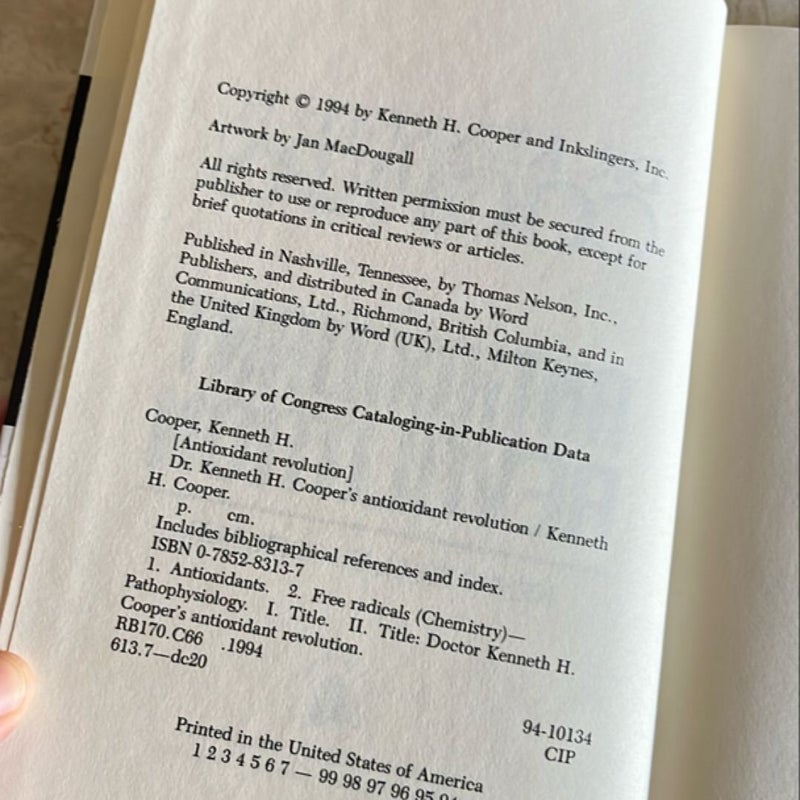 Copyright © 1994 by Kenneth H. Cooper and Inkslingers, Inc.
Artwork by Jan MacDougall
All rights reserved. Written permission must be secured from the
publisher to use or reproduce any part of this book, except for
brief quotations in critical reviews or articles.
Published in Nashville, Tennessee, by Thomas Nelson, Inc.,
Publishers, and distributed in Canada by Word
Communications, Ltd., Richmond, British Columbia, and in
the United Kingdom by Word (UK), Ltd., Milton Keynes,
England.
Library of Congress Cataloging-in-Publication Data
Cooper, Kenneth H.
[Antioxidant revolution]
Dr. Kenneth H. Cooper's antioxidant revolution / Kenneth
H. Cooper.
p. cm.
Includes bibliographical references and index.
ISBN 0-7852-8313-7
1. Antioxidants. 2. Free radicals (Chemistry)—
Pathophysiology. I. Title. II. Title: Doctor Kenneth H.
Cooper's antioxidant revolution.
RB170.C66 .1994
613.7—dc20
94-10134
CIP
Printed in the United States of America
1 2 3 4 5 6 7 — 99 98 97 96 95 94